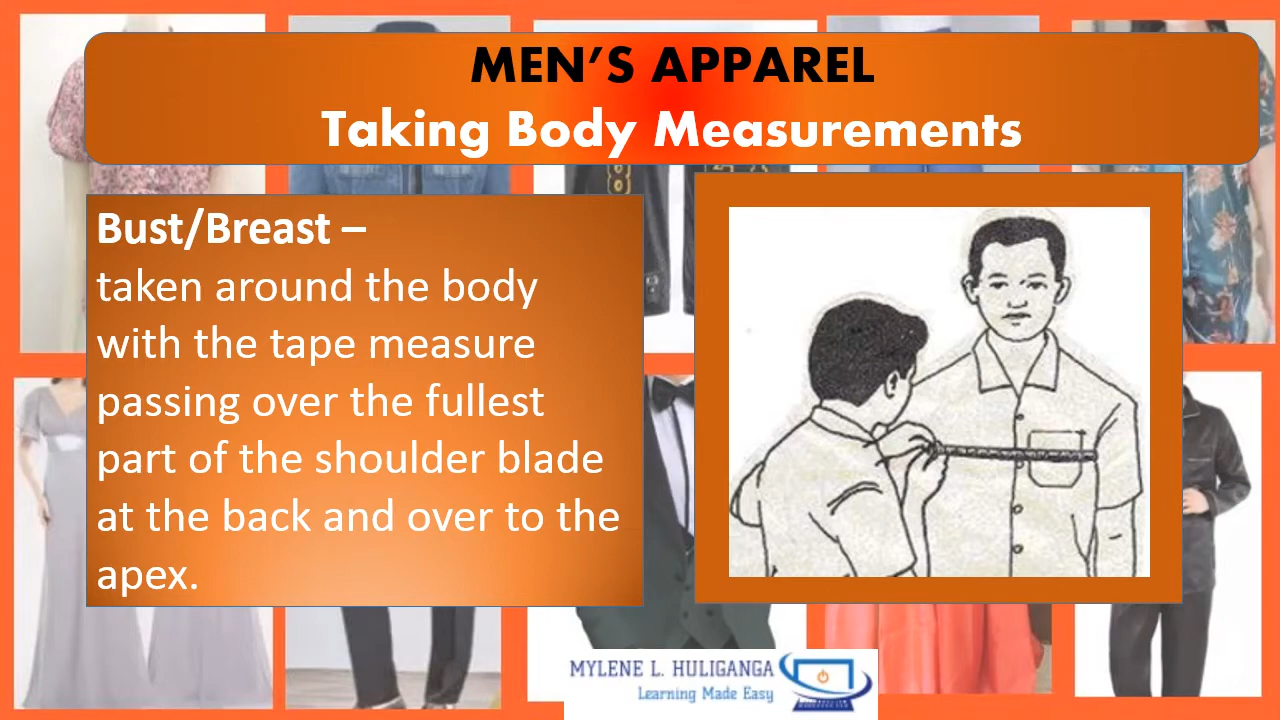 MEN’S APPAREL
Taking Body Measurements
Bust/Breast –
taken around the body
with the tape measure
passing over the fullest
part of the shoulder blade
at the back and over to the
apex.
MYLENE L. HULIGANGA
Learning Made Easy